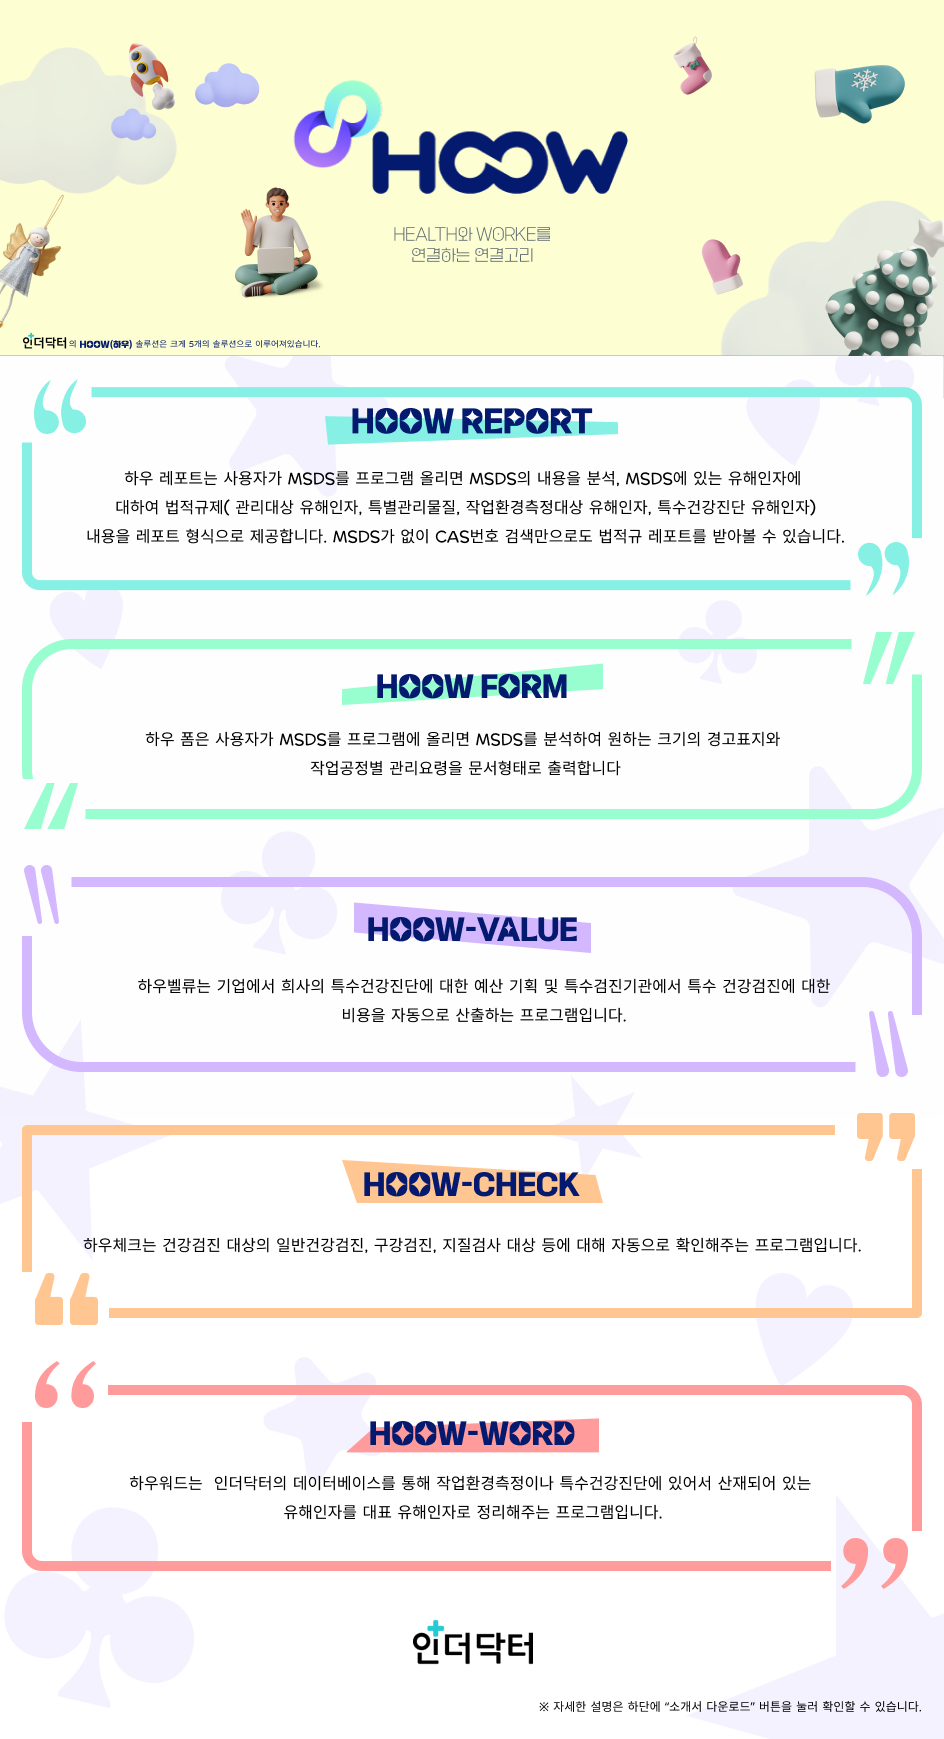 HOOW
HEALTH와 WORKE를
연결하는 연결고리
인더닥터의 HOOW(하우) 솔루션은 크게 5개의 솔루션으로 이루어져있습니다.
HOOW REPORT
하우 레포트는 사용자가 MSDS를 프로그램 올리면 MSDS의 내용을 분석, MSDS에 있는 유해인자에
대하여 법적규제( 관리대상 유해인자, 특별관리물질, 작업환경측정대상 유해인자, 특수건강진단 유해인자)
내용을 레포트 형식으로 제공합니다. MSDS가 없이 CAS번호 검색만으로도 법적규 레포트를 받아볼 수 있습니다.
HOOW FORM
하우 폼은 사용자가 MSDS를 프로그램에 올리면 MSDS를 분석하여 원하는 크기의 경고표지와
작업공정별 관리요령을 문서형태로 출력합니다
HOOW-VALUE
하우벨류는 기업에서 희사의 특수건강진단에 대한 예산 기획 및 특수검진기관에서 특수 건강검진에 대한
비용을 자동으로 산출하는 프로그램입니다.
HOOW-CHECK
하우체크는 건강검진 대상의 일반건강검진, 구강검진, 지질검사 대상 등에 대해 자동으로 확인해주는 프로그램입니다.
HOOW-WORD
하우워드는 인더닥터의 데이터베이스를 통해 작업환경측정이나 특수건강진단에 있어서 산재되어 있는
유해인자를 대표 유해인자로 정리해주는 프로그램입니다.
인더닥터
※ 자세한 설명은 하단에 “소개서 다운로드” 버튼을 눌러 확인할 수 있습니다.